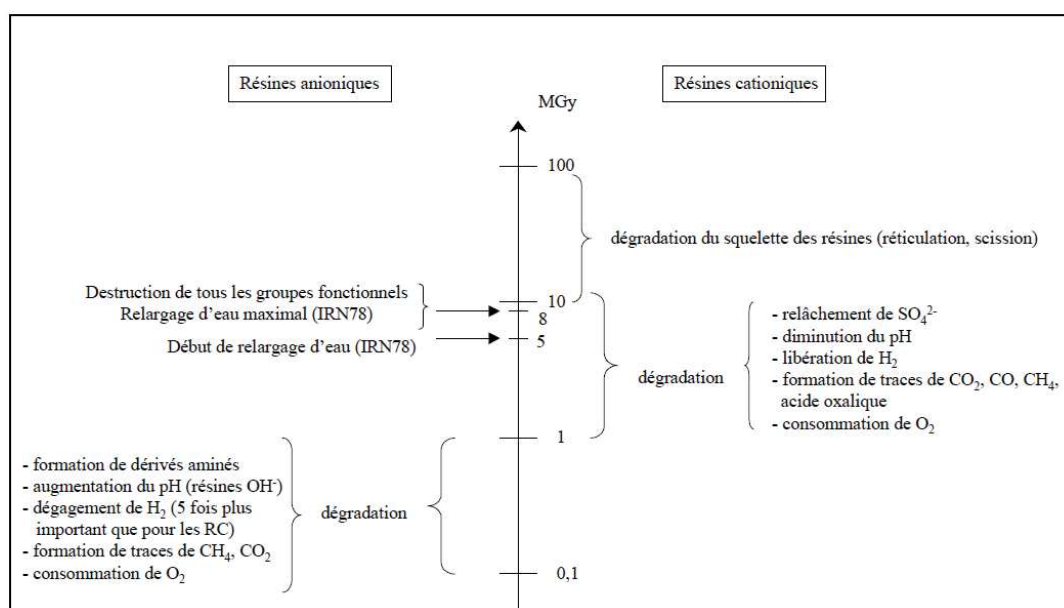 Résines anioniques
Résines cationiques
MGy
100
dégradation du squelette des résines (réticulation, scission)
Destruction de tous les groupes fonctionnels
Relargage d’eau maximal (IRN78)
Début de relargage d’eau (IRN78)
10
8
5
dégradation
- relâchement de SO₄²⁻
- diminution du pH
- libération de H₂
- formation de traces de CO₂, CO, CH₄,
acide oxalique
- consommation de O₂
1
- formation de dérivés aminés
- augmentation du pH (résines OH⁻)
- dégagement de H₂ (5 fois plus
important que pour les RC)
- formation de traces de CH₄, CO₂
- consommation de O₂
dégradation
0,1